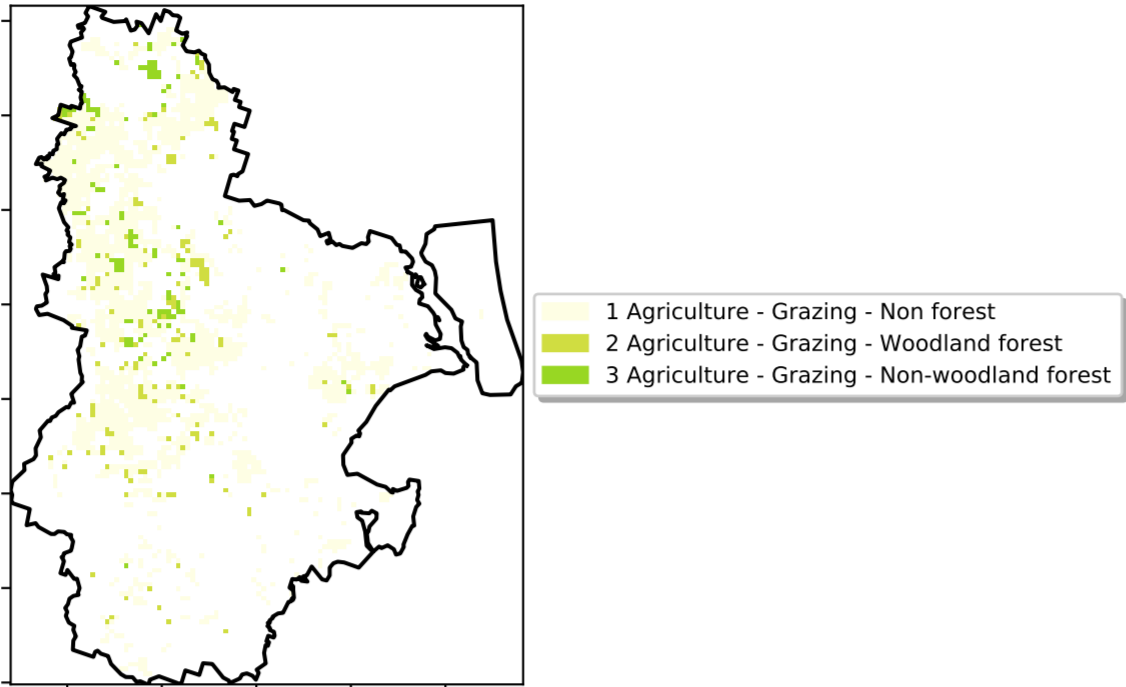 1 Agriculture - Grazing - Non forest
2 Agriculture - Grazing - Woodland forest
3 Agriculture - Grazing - Non-woodland forest